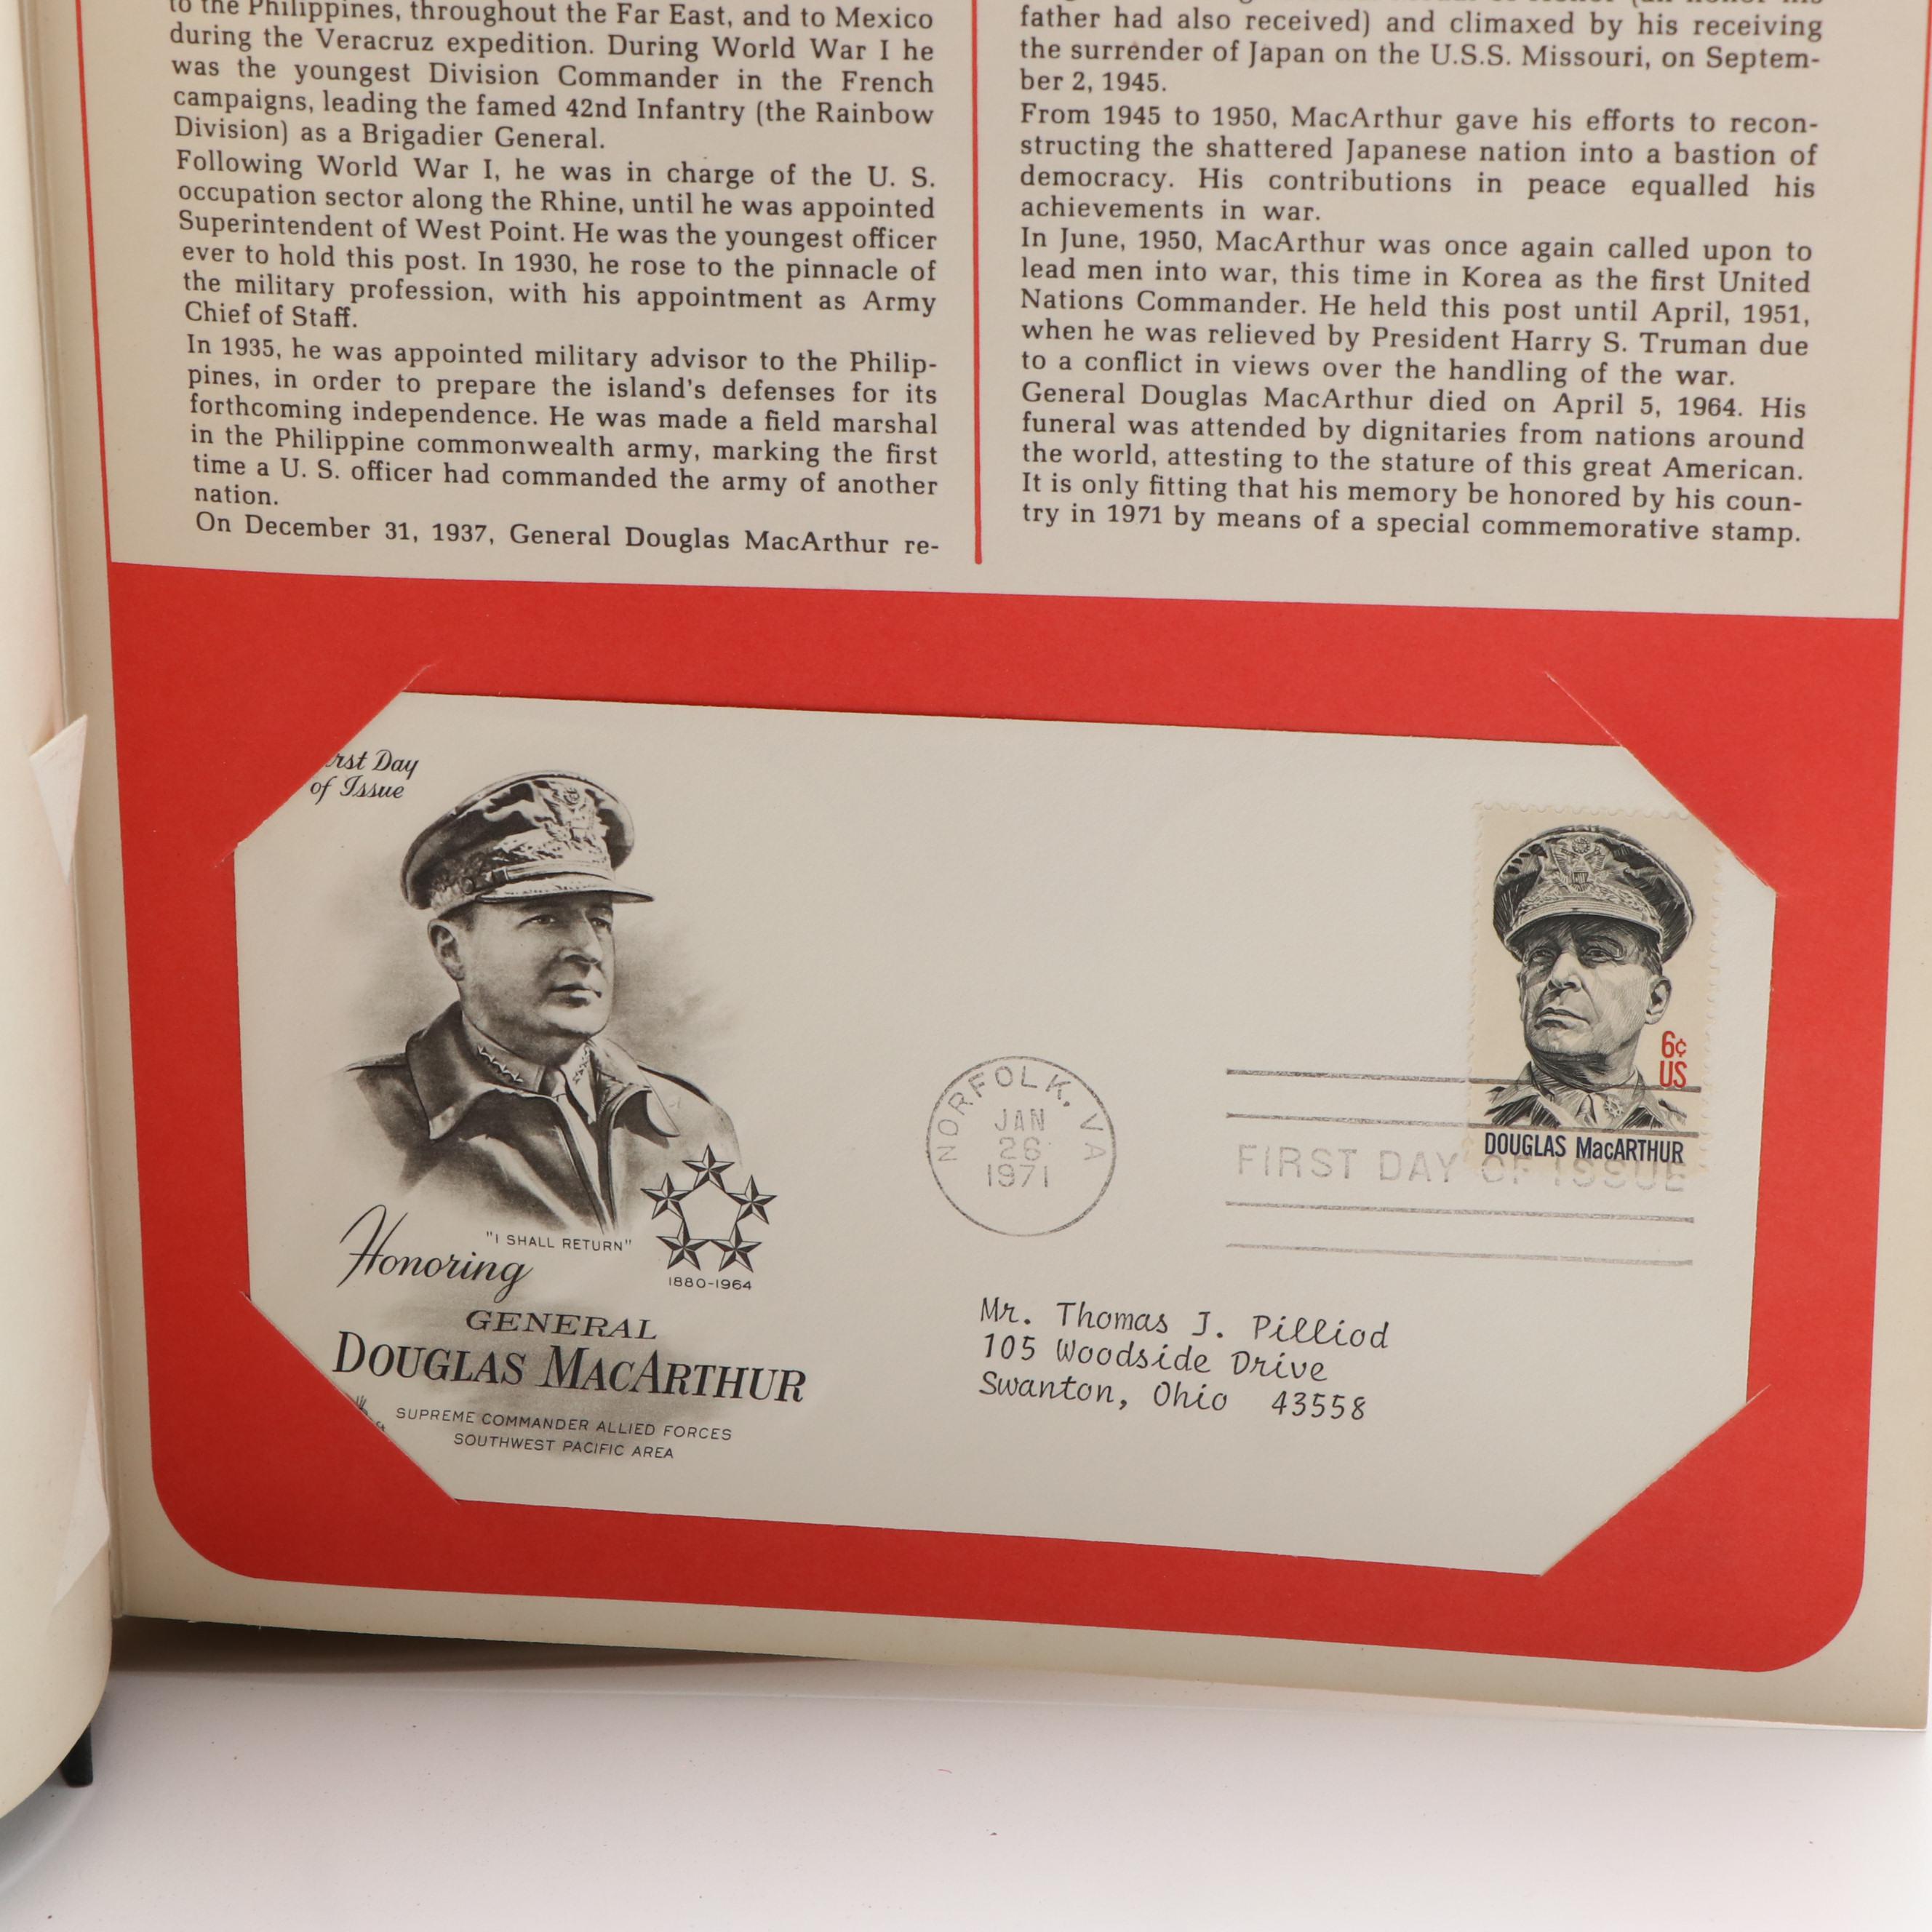 to the Philippines, throughout the Far East, and to Mexico
during the Veracruz expedition. During World War I he
was the youngest Division Commander in the French
campaigns, leading the famed 42nd Infantry (the Rainbow
Division) as a Brigadier General.
Following World War I, he was in charge of the U. S.
occupation sector along the Rhine, until he was appointed
Superintendent of West Point. He was the youngest officer
ever to hold this post. In 1930, he rose to the pinnacle of
the military profession, with his appointment as Army
Chief of Staff.
In 1935, he was appointed military advisor to the Philip-
pines, in order to prepare the island's defenses for its
forthcoming independence. He was made a field marshal
in the Philippine commonwealth army, marking the first
time a U. S. officer had commanded the army of another
nation.
On December 31, 1937, General Douglas MacArthur re-
father had also received) and climaxed by his receiving
the surrender of Japan on the U.S.S. Missouri, on Septem-
ber 2, 1945.
From 1945 to 1950, MacArthur gave his efforts to recon-
structing the shattered Japanese nation into a bastion of
democracy. His contributions in peace equalled his
achievements in war.
In June, 1950, MacArthur was once again called upon to
lead men into war, this time in Korea as the first United
Nations Commander. He held this post until April, 1951,
when he was relieved by President Harry S. Truman due
to a conflict in views over the handling of the war.
General Douglas MacArthur died on April 5, 1964. His
funeral was attended by dignitaries from nations around
the world, attesting to the stature of this great American.
It is only fitting that his memory be honored by his coun-
try in 1971 by means of a special commemorative stamp.
rst Day
of Issue
"I SHALL RETURN"
Honoring
1880-1964
GENERAL
DOUGLAS MACARTHUR
SUPREME COMMANDER ALLIED FORCES
SOUTHWEST PACIFIC AREA
NORFOLK, VA
JAN
26
1971
6¢
US
DOUGLAS MacARTHUR
FIRST DAY OF ISSUE
Mr. Thomas J. Pilliod
105 Woodside Drive
Swanton, Ohio 43558